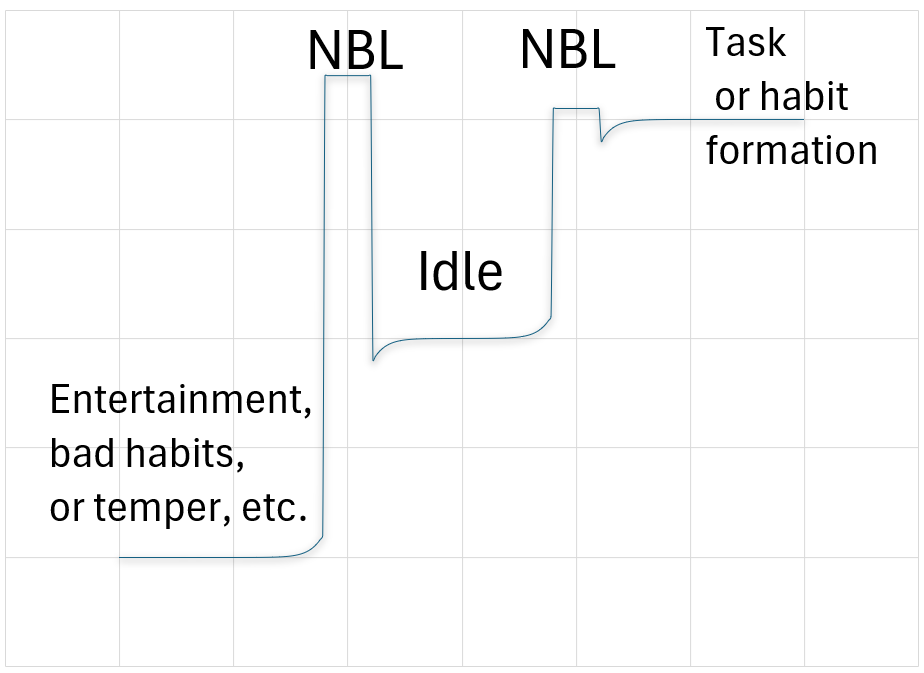 NBL
NBL
Task
or habit
formation
Idle
Entertainment,
bad habits,
or temper, etc.